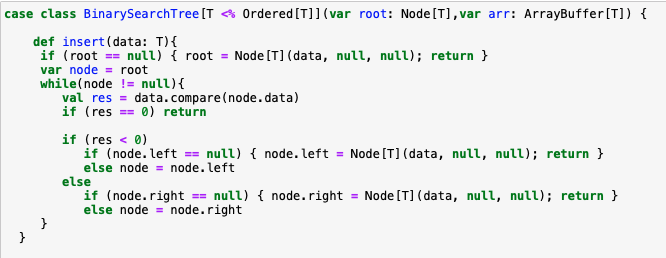 case class BinarySearchTree[T <% Ordered[T]](var root: Node[T],var arr: ArrayBuffer[T]) {
def insert(data: T){
if (root == null) { root = Node[T](data, null, null); return }
var node = root
while(node != null){
val res = data.compare(node.data)
if (res == 0) return
if (res < 0)
if (node.left == null) { node.left = Node[T](data, null, null); return }
else node = node.left
else
if (node.right == null) { node.right = Node[T](data, null, null); return }
else node = node.right
}
}